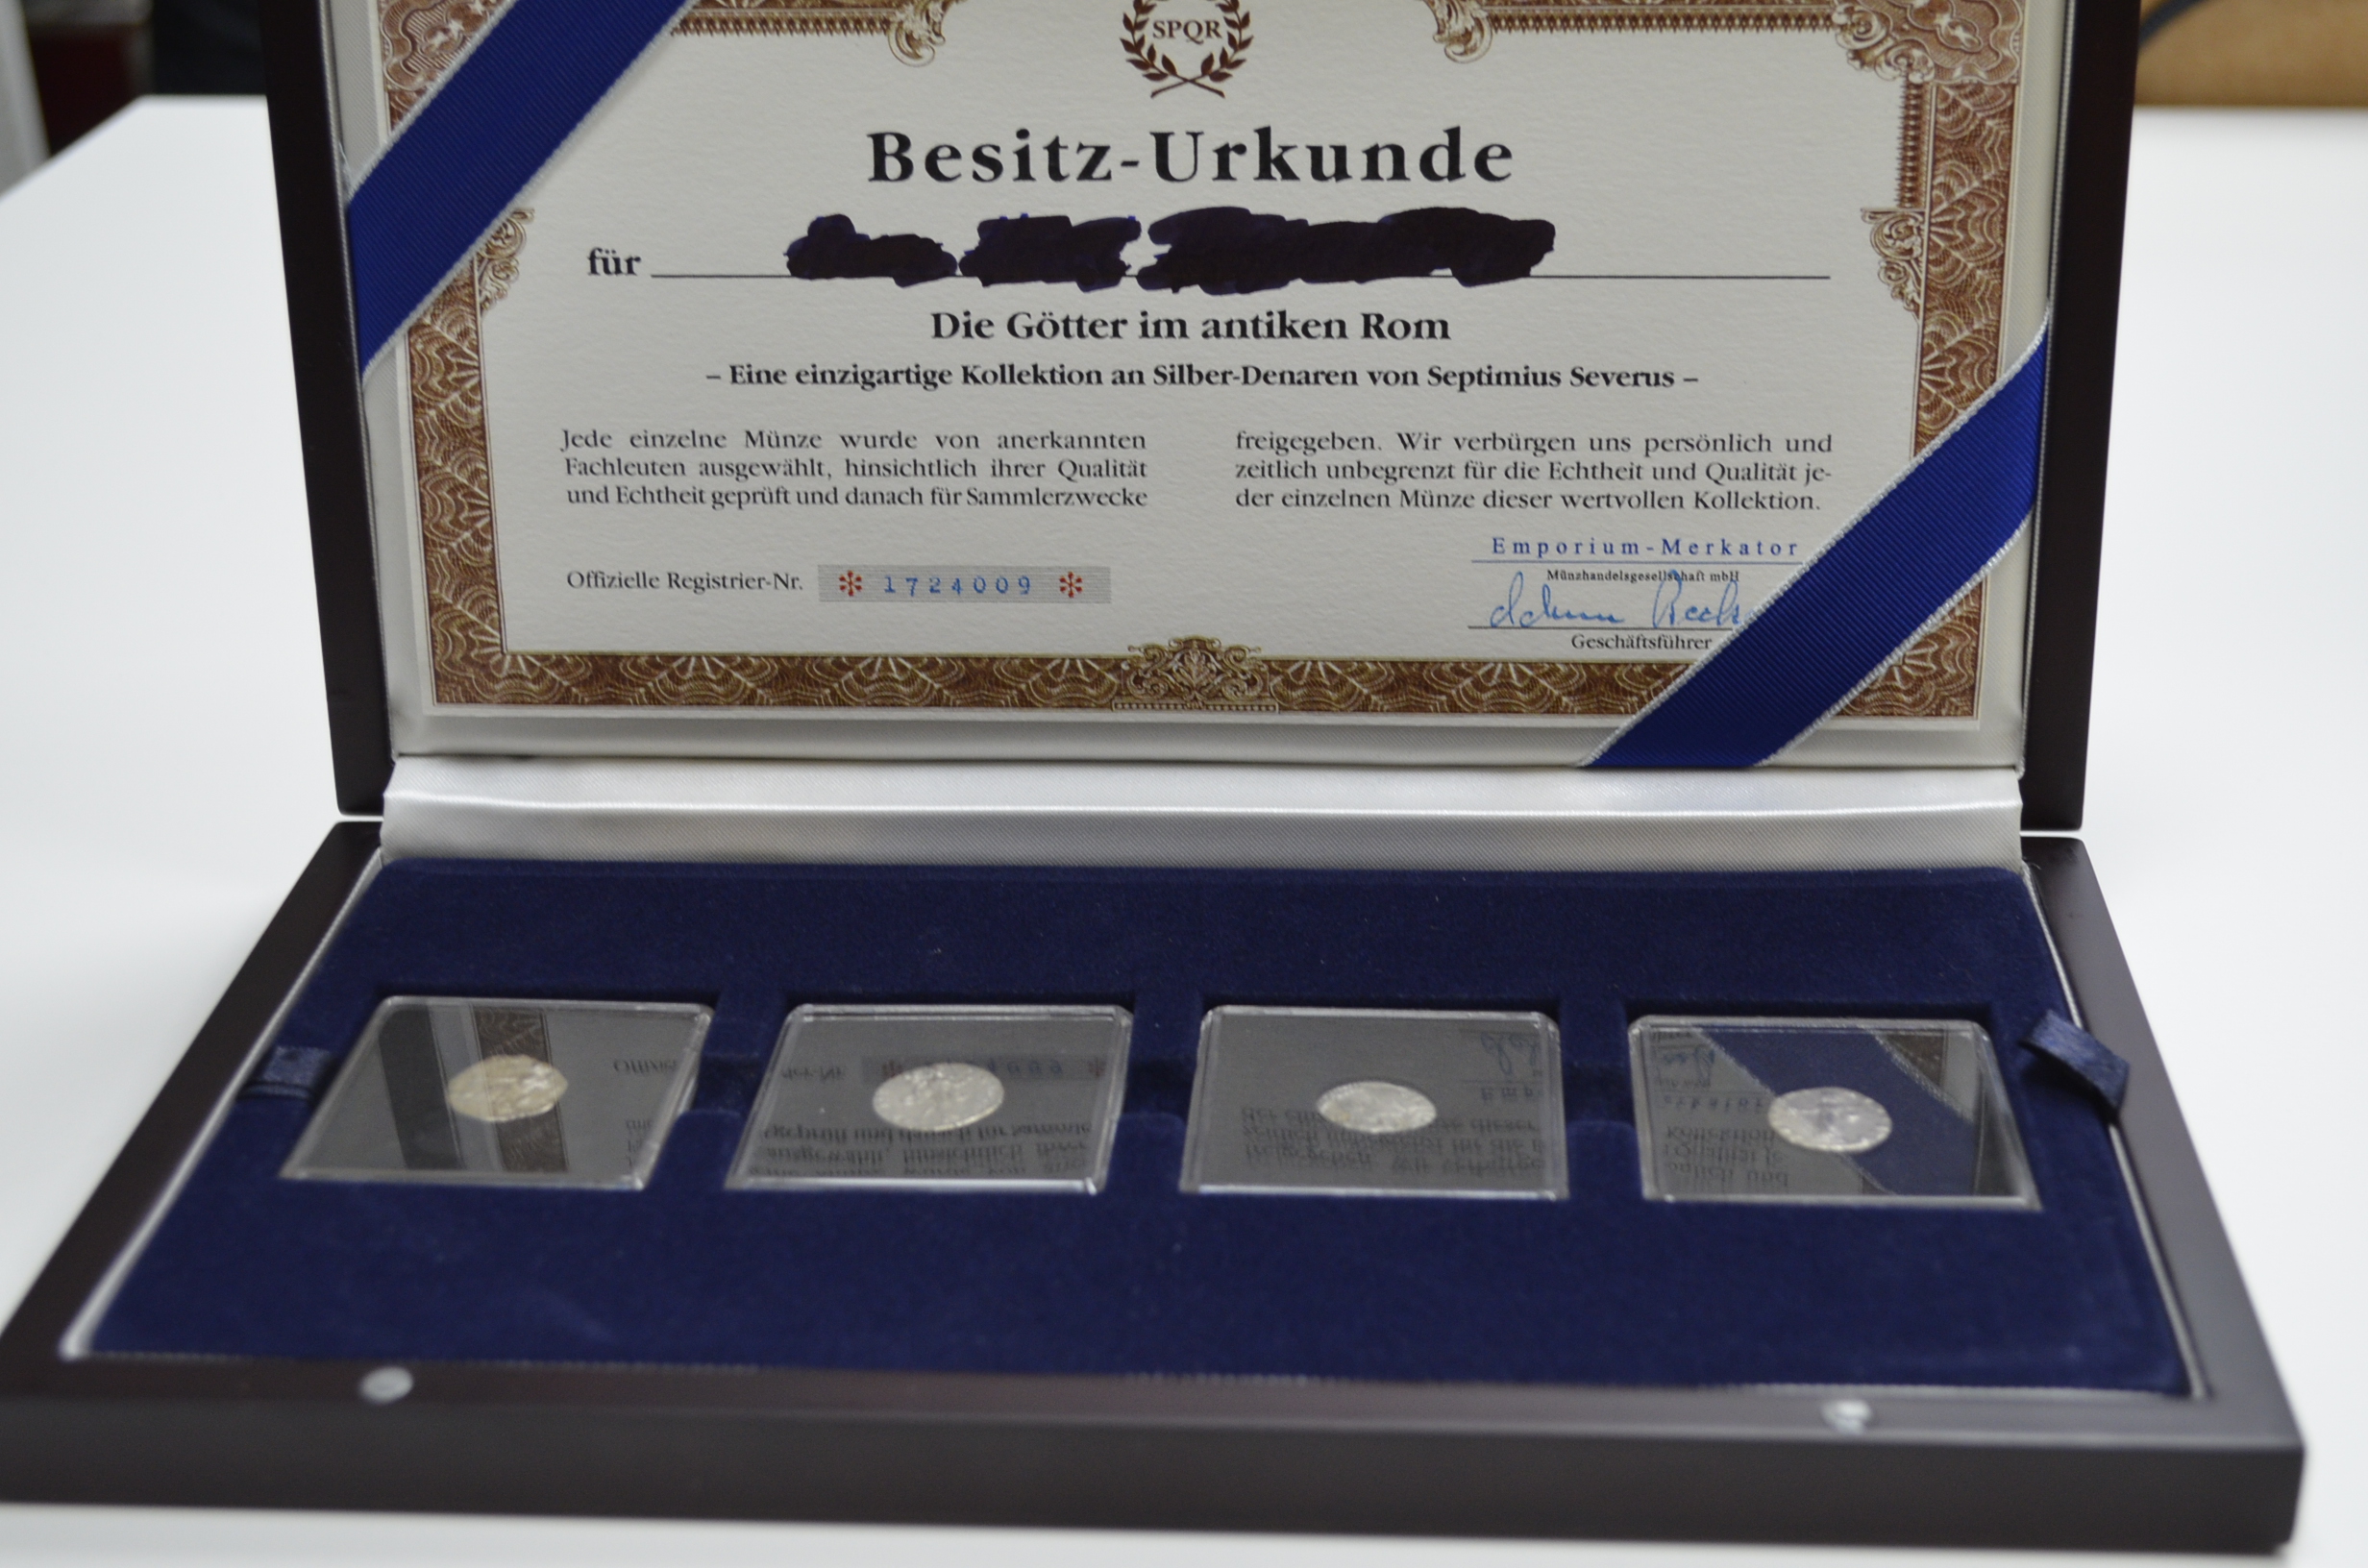 SPQR
Besitz-Urkunde
für
Die Götter im antiken Rom
– Eine einzigartige Kollektion an Silber-Denaren von Septimius Severus –
Jede einzelne Münze wurde von anerkannten
Fachleuten ausgewählt, hinsichtlich ihrer Qualität
und Echtheit geprüft und danach für Sammlerzwecke
freigegeben. Wir verbürgen uns persönlich und
zeitlich unbegrenzt für die Echtheit und Qualität je-
der einzelnen Münze dieser wertvollen Kollektion.
Offizielle Registrier-Nr. * 1724009 *
Emporium-Merkator
Münzhandelsgesellschaft mbH
Geschäftsführer